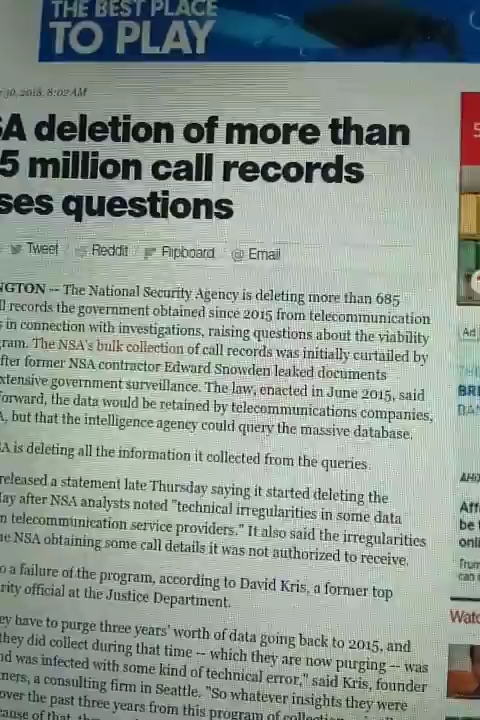 THE BEST PLACE
TO PLAY
30, 2018, 8:02 AM
A deletion of more than
5 million call records
ses questions
Tweet Reddit Flipboard Email
NGTON -- The National Security Agency is deleting more than 685
ll records the government obtained since 2015 from telecommunication
s in connection with investigations, raising questions about the viability
ram. The NSA's bulk collection of call records was initially curtailed by
fter former NSA contractor Edward Snowden leaked documents
xtensive government surveillance. The law, enacted in June 2015, said
forward, the data would be retained by telecommunications companies,
A, but that the intelligence agency could query the massive database.
A is deleting all the information it collected from the queries.
released a statement late Thursday saying it started deleting the
ay after NSA analysts noted "technical irregularities in some data
m telecommunication service providers." It also said the irregularities
he NSA obtaining some call details it was not authorized to receive.
o a failure of the program, according to David Kris, a former top
rity official at the Justice Department.
ey have to purge three years' worth of data going back to 2015, and
they did collect during that time -- which they are now purging -- was
nd was infected with some kind of technical error," said Kris, founder
ners, a consulting firm in Seattle. "So whatever insights they were
over the past three years from this program of collection
ause of that,
Ad
BRE
Aff
be
onli
Trum
can
Watc